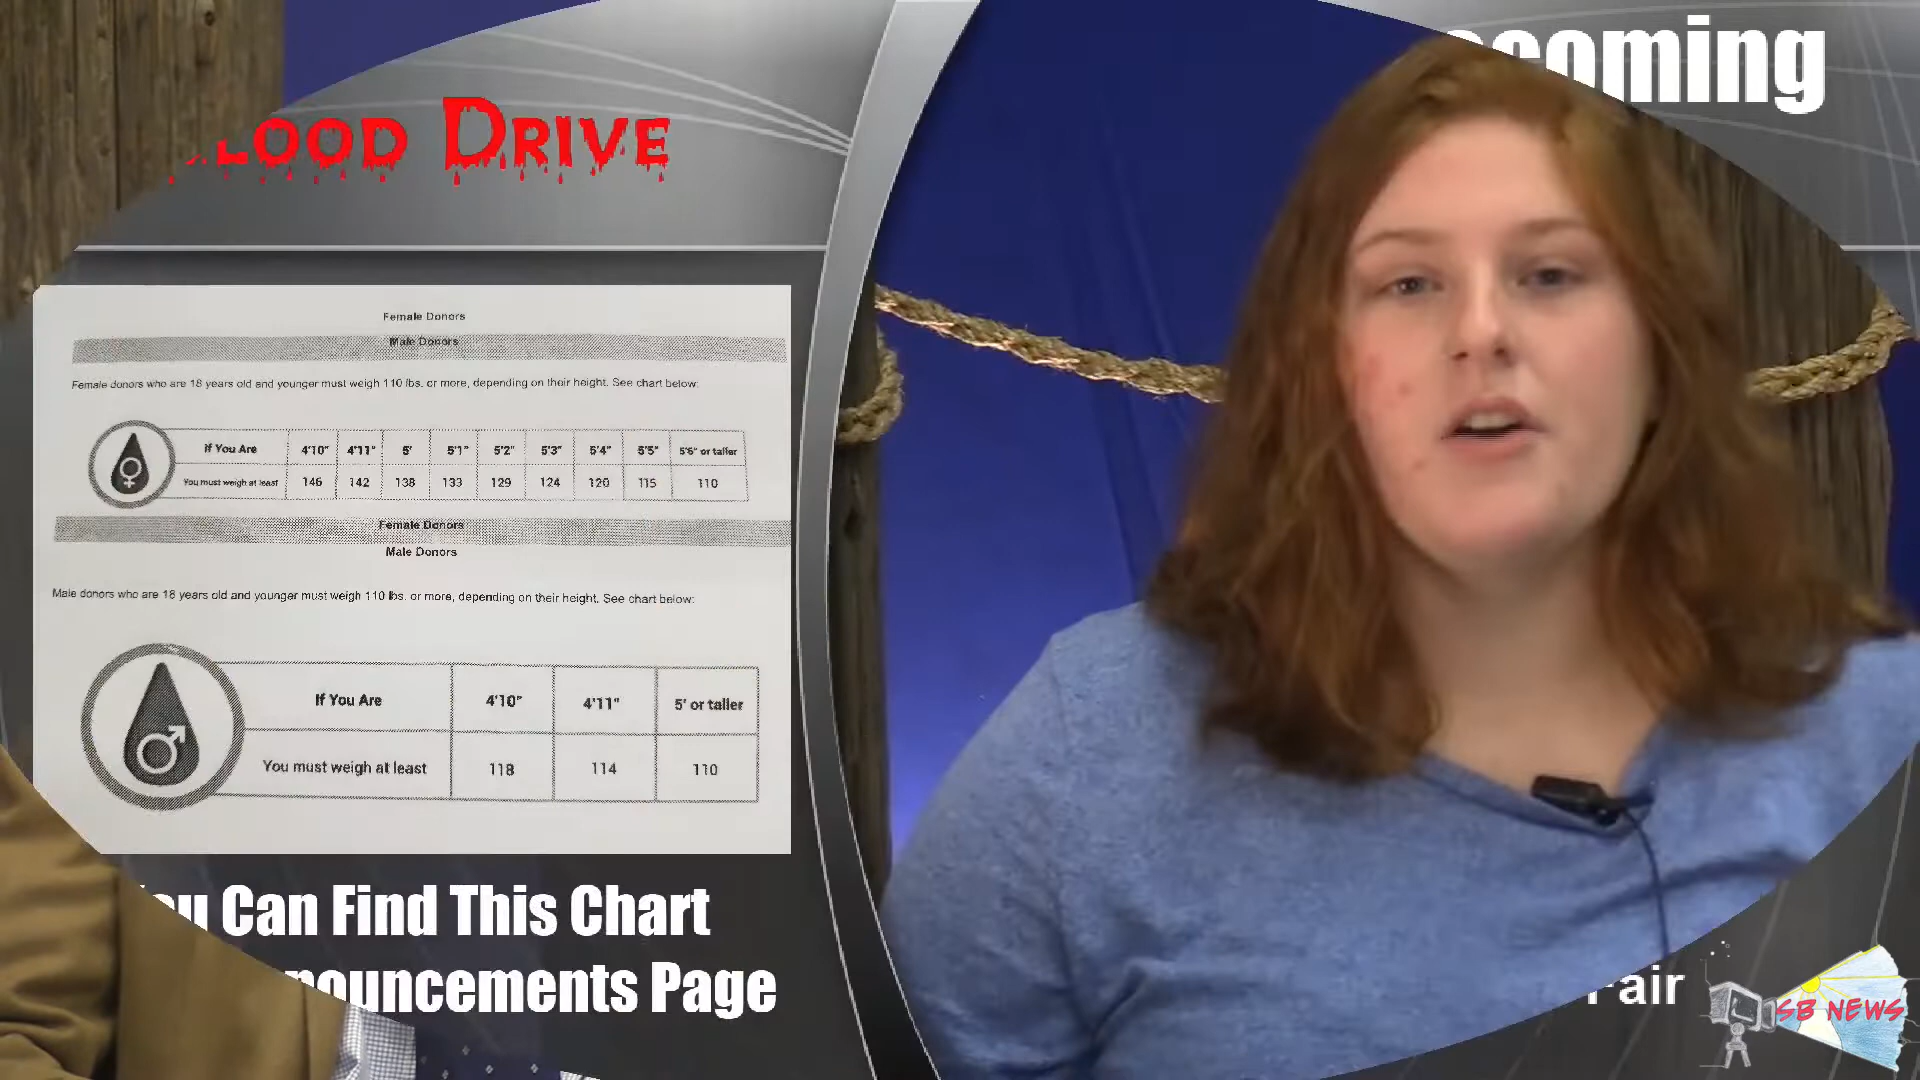 coming
LOOD DRIVE
Female Donors
Male Donors
Female donors who are 18 years old and younger must weigh 110 lbs. or more, depending on their height. See chart below:
If You Are 4'10" 4'11" 5' 5'1" 5'2" 5'3" 5'4" 5'5" 5'6" or taller
You must weigh at least 146 142 138 133 129 124 120 115 110
Female Donors
Male Donors
Male donors who are 18 years old and younger must weigh 110 lbs. or more, depending on their height. See chart below:
If You Are 4'10" 4'11" 5' or taller
You must weigh at least 118 114 110
ou Can Find This Chart
nouncements Page
Fair
SB NEWS